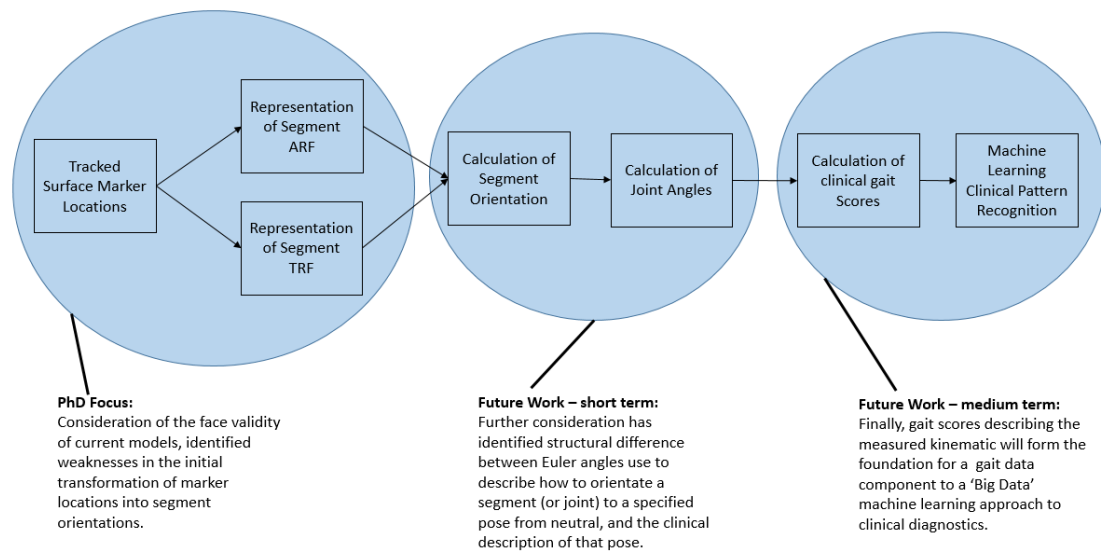 Tracked
Surface Marker
Locations
Representation
of Segment
ARF
Representation
of Segment
TRF
Calculation of
Segment
Orientation
Calculation of
Joint Angles
Calculation of
clinical gait
Scores
Machine
Learning
Clinical Pattern
Recognition
PhD Focus:
Consideration of the face validity
of current models, identified
weaknesses in the initial
transformation of marker
locations into segment
orientations.
Future Work – short term:
Further consideration has
identified structural difference
between Euler angles use to
describe how to orientate a
segment (or joint) to a specified
pose from neutral, and the clinical
description of that pose.
Future Work – medium term:
Finally, gait scores describing the
measured kinematic will form the
foundation for a gait data
component to a ‘Big Data’
machine learning approach to
clinical diagnostics.